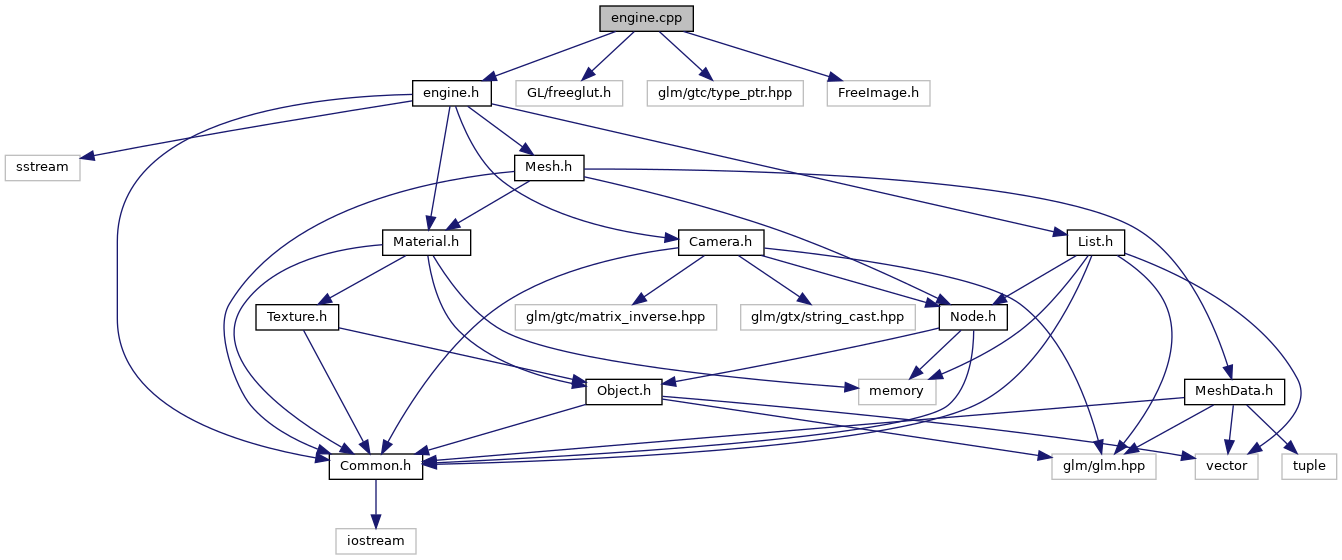 engine.cpp
engine.h
GL/freeglut.h
glm/gtc/type_ptr.hpp
FreeImage.h
sstream
Mesh.h
Material.h
Camera.h
List.h
Texture.h
glm/gtc/matrix_inverse.hpp
glm/gtx/string_cast.hpp
Node.h
Object.h
memory
MeshData.h
Common.h
glm/glm.hpp
vector
tuple
iostream